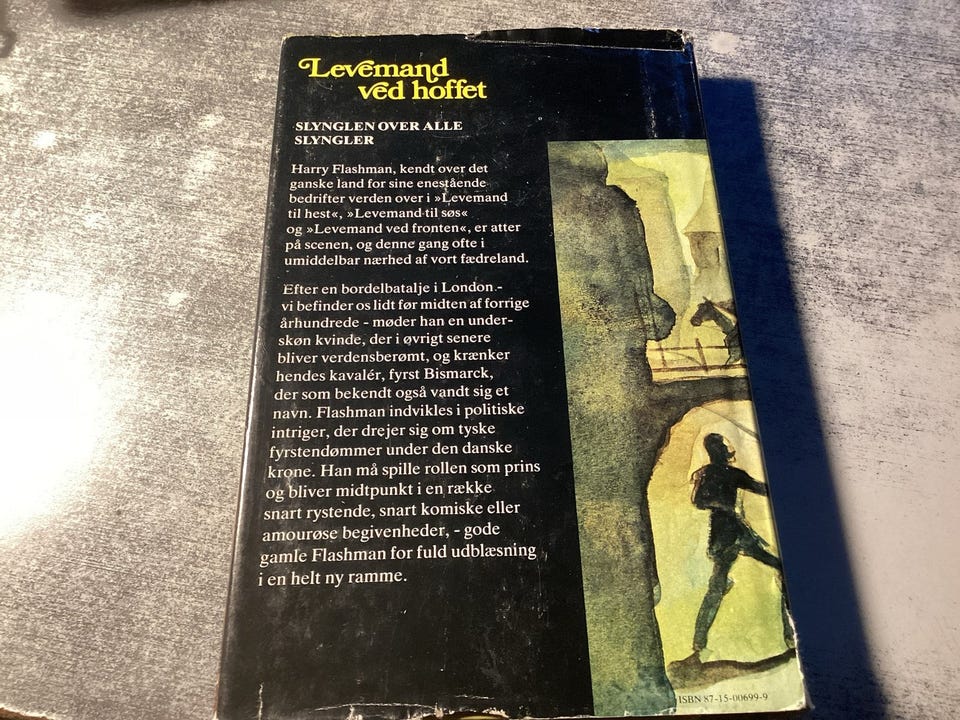 Levemand
ved hoffet
SLYNGLEN OVER ALLE
SLYNGLER
Harry Flashman, kendt over det
ganske land for sine enestående
bedrifter verden over i »Levemand
til hest«, »Levemand til søs«
og »Levemand ved fronten«, er atter
på scenen, og denne gang ofte i
umiddelbar nærhed af vort fædreland.
Efter en bordelbatalje i London -
vi befinder os lidt før midten af forrige
århundrede - møder han en under-
skøn kvinde, der i øvrigt senere
bliver verdensberømt, og krænker
hendes kavalér, fyrst Bismarck,
der som bekendt også vandt sig et
navn. Flashman indvikles i politiske
intriger, der drejer sig om tyske
fyrstendømmer under den danske
krone. Han må spille rollen som prins
og bliver midtpunkt i en række
snart rystende, snart komiske eller
amourøse begivenheder, - gode
gamle Flashman for fuld udblæsning
i en helt ny ramme.
ISBN 87-15-00699-9